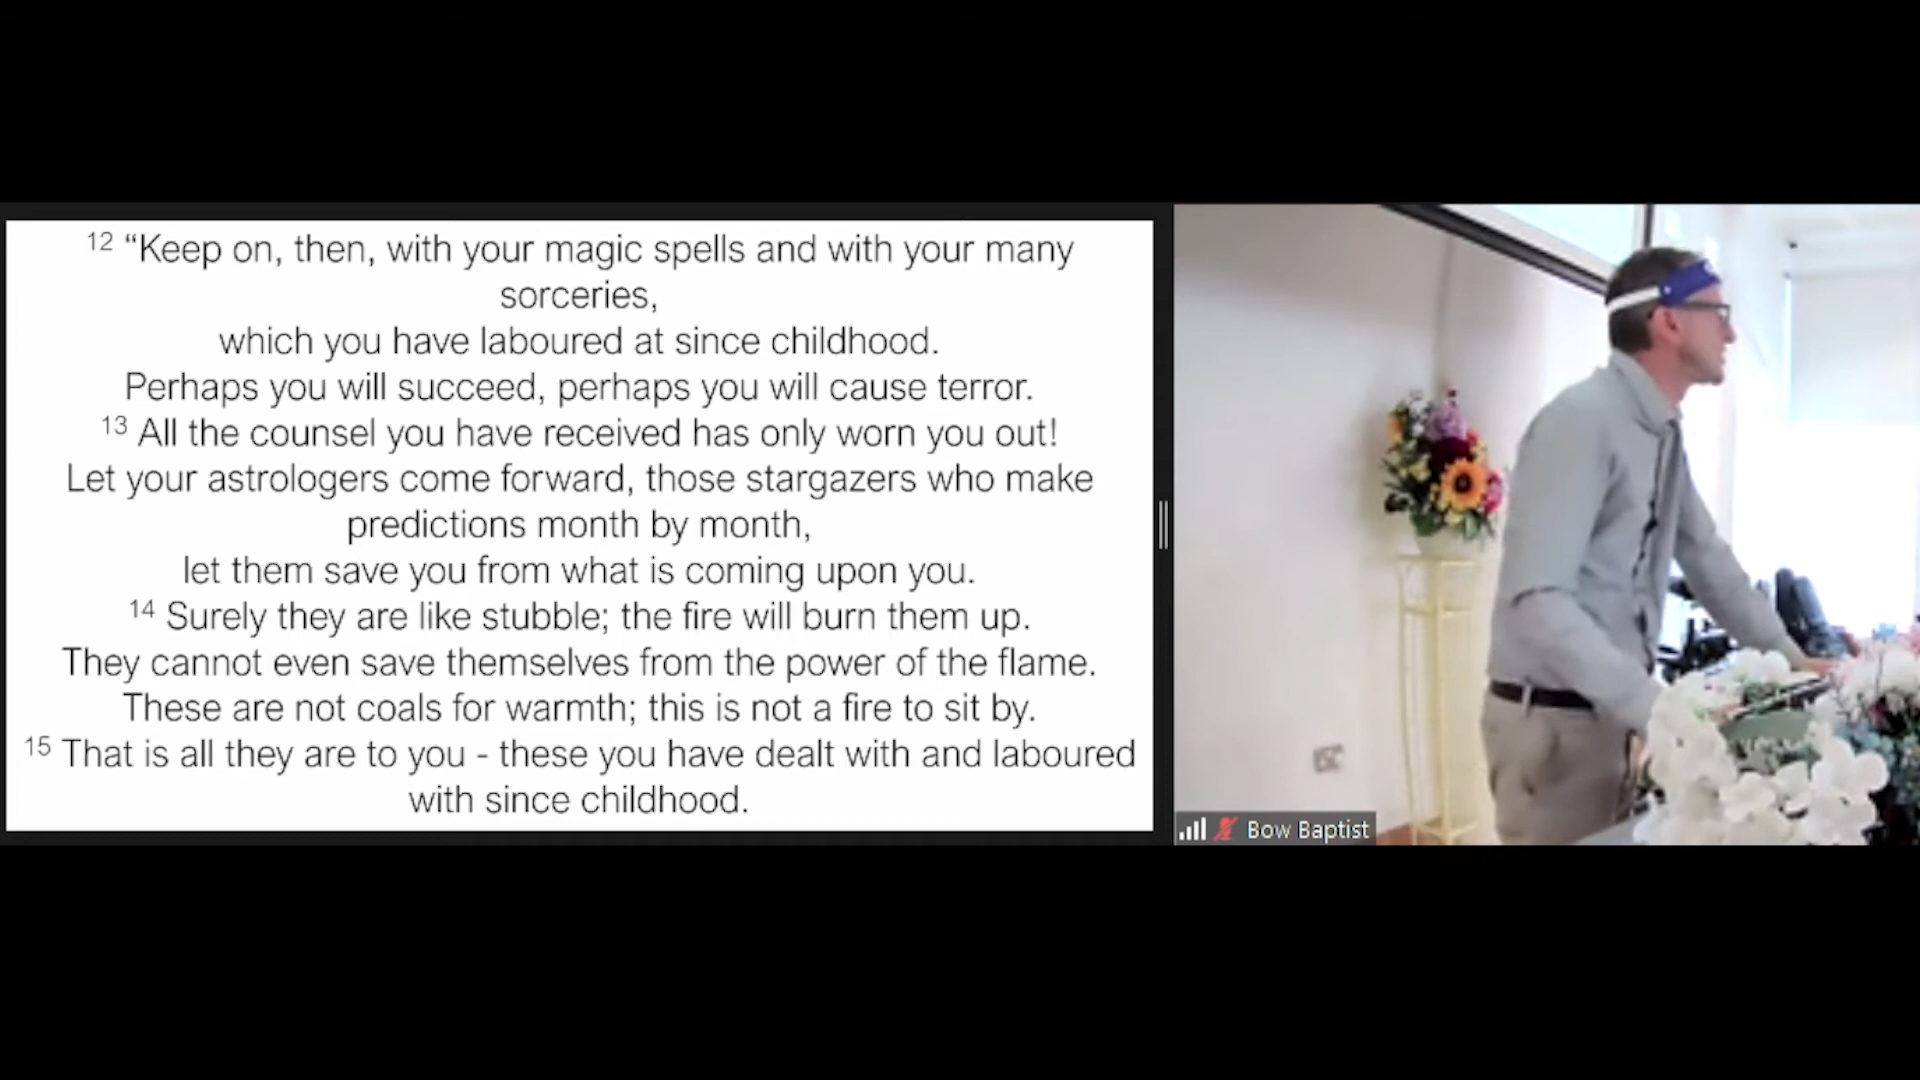 12 “Keep on, then, with your magic spells and with your many
sorceries,
which you have laboured at since childhood.
Perhaps you will succeed, perhaps you will cause terror.
13 All the counsel you have received has only worn you out!
Let your astrologers come forward, those stargazers who make
predictions month by month,
let them save you from what is coming upon you.
14 Surely they are like stubble; the fire will burn them up.
They cannot even save themselves from the power of the flame.
These are not coals for warmth; this is not a fire to sit by.
15 That is all they are to you - these you have dealt with and laboured
with since childhood.
Bow Baptist